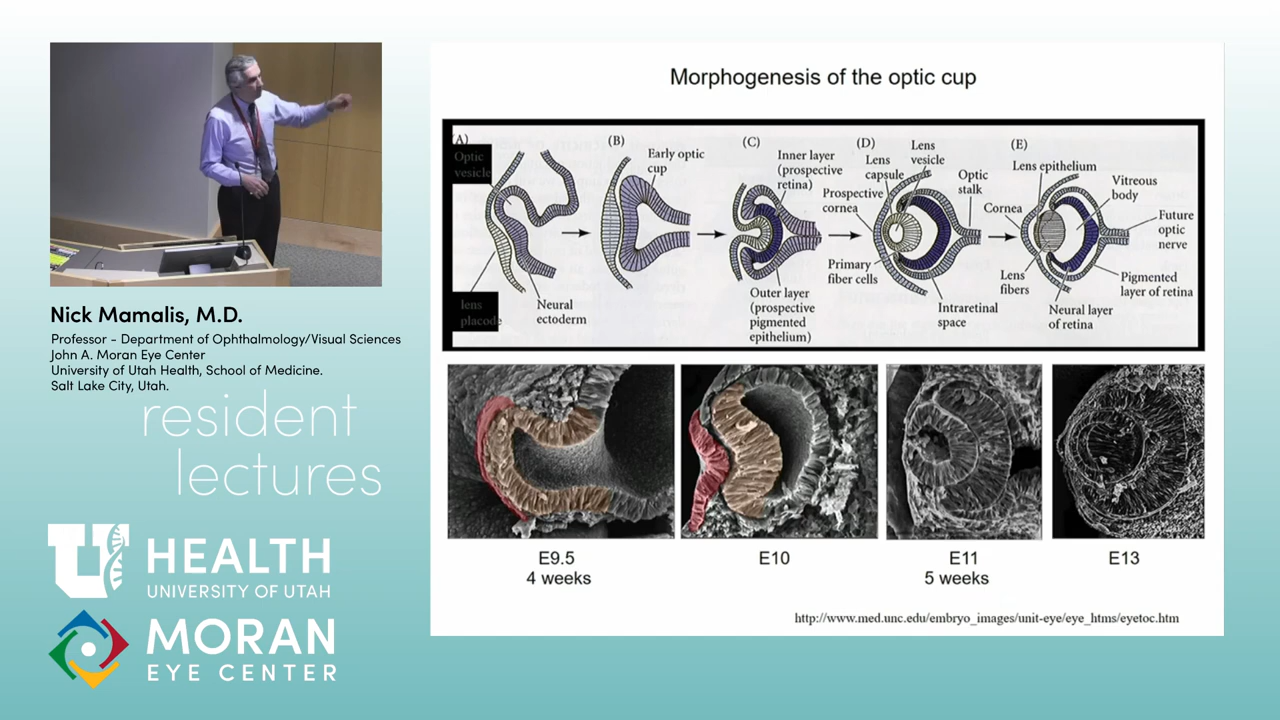 Nick Mamalis, M.D.
Professor - Department of Ophthalmology/Visual Sciences
John A. Moran Eye Center
University of Utah Health, School of Medicine.
Salt Lake City, Utah.
resident
lectures
U
HEALTH
UNIVERSITY OF UTAH
MORAN
EYE CENTER
Morphogenesis of the optic cup
(A)
Optic
vesicle
lens
placode
Neural
ectoderm
(B)
Early optic
cup
(C)
Inner layer
(prospective
retina)
Outer layer
(prospective
pigmented
epithelium)
(D)
Lens
capsule
Lens
vesicle
Optic
stalk
Prospective
cornea
Primary
fiber cells
Intraretinal
space
(E)
Lens epithelium
Vitreous
body
Cornea
Future
optic
nerve
Lens
fibers
Pigmented
layer of retina
Neural layer
of retina
E9.5
4 weeks
E10
E11
5 weeks
E13
http://www.med.unc.edu/embryo_images/unit-eye/eye_htms/eyetoc.htm